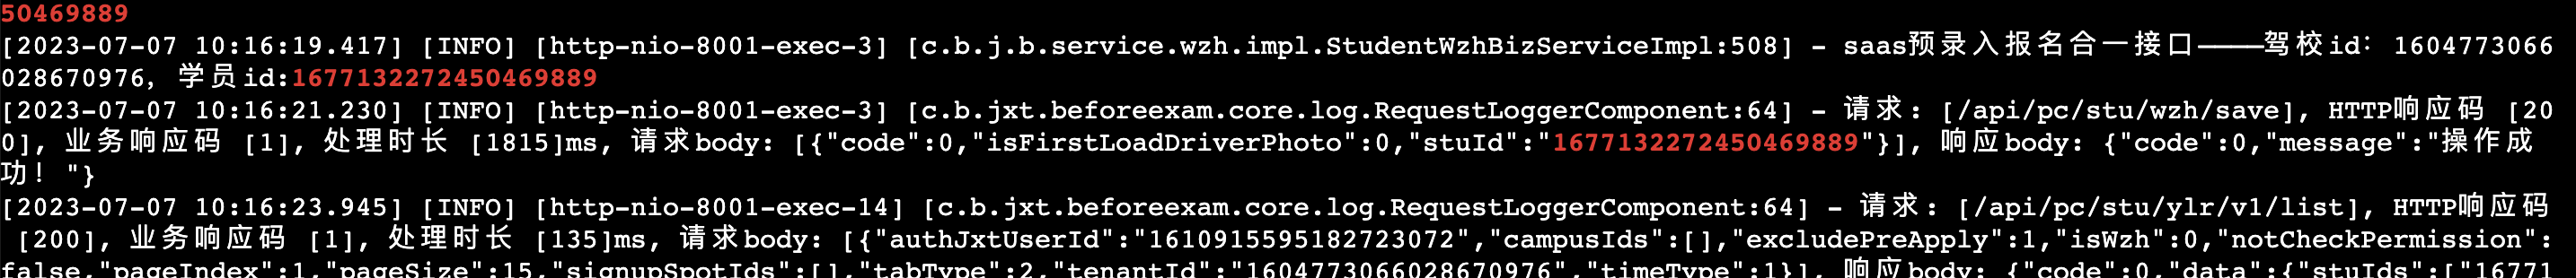 50469889
[2023-07-07 10:16:19.417] [INFO] [http-nio-8001-exec-3] [c.b.j.b.service.wzh.impl.StudentWzhBizServiceImpl:508] - saas预录入报名合一接口————驾校id: 1604773066
028670976, 学员id:1677132272450469889
[2023-07-07 10:16:21.230] [INFO] [http-nio-8001-exec-3] [c.b.jxt.beforeexam.core.log.RequestLoggerComponent:64] - 请求: [/api/pc/stu/wzh/save], HTTP响应码 [20
0], 业务响应码 [1], 处理时长 [1815]ms, 请求body: [{"code":0,"isFirstLoadDriverPhoto":0,"stuId":"1677132272450469889"}], 响应body: {"code":0,"message":"操作成
功! "}
[2023-07-07 10:16:23.945] [INFO] [http-nio-8001-exec-14] [c.b.jxt.beforeexam.core.log.RequestLoggerComponent:64] - 请求: [/api/pc/stu/ylr/v1/list], HTTP响应码
[200], 业务响应码 [1], 处理时长 [135]ms, 请求body: [{"authJxtUserId":"1610915595182723072","campusIds":[],"excludePreApply":1,"isWzh":0,"notCheckPermission":
false,"pageIndex":1,"pageSize":15,"signupSpotIds":[],"tabType":2,"tenantId":"1604773066028670976","timeType":1}], 响应body: {"code":0,"data":{"stuIds":["16771